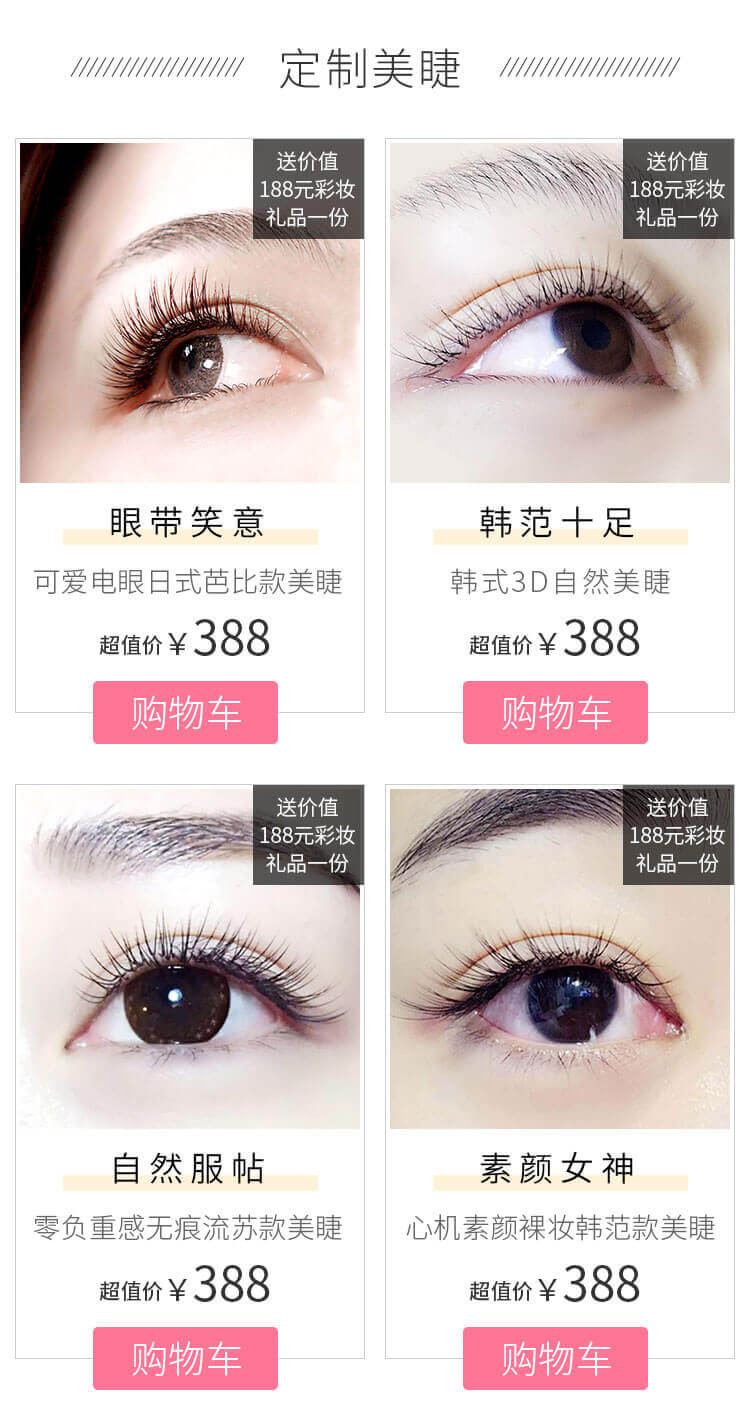 定制美睫
送价值
188元彩妆
礼品一份
眼带笑意
可爱电眼日式芭比款美睫
超值价￥388
购物车
送价值
188元彩妆
礼品一份
韩范十足
韩式3D自然美睫
超值价￥388
购物车
送价值
188元彩妆
礼品一份
自然服帖
零负重感无痕流苏款美睫
超值价￥388
购物车
送价值
188元彩妆
礼品一份
素颜女神
心机素颜裸妆韩范款美睫
超值价￥388
购物车